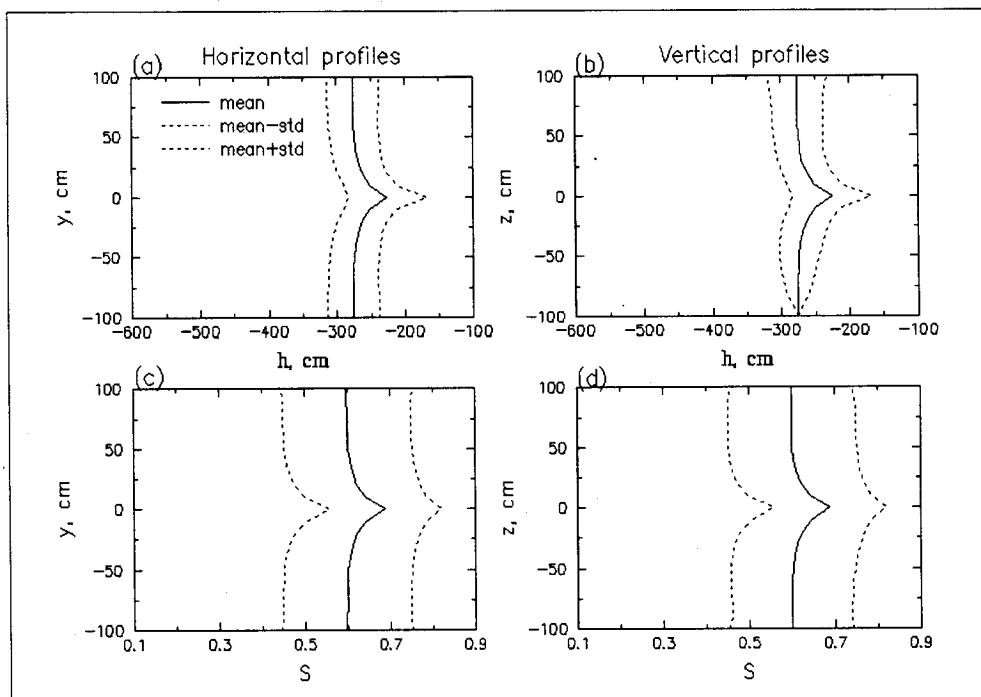 Horizontal profiles
Vertical profiles
(a)
(b)
100
50
0
-50
-100
y, cm
mean
mean-std
mean+std
-600 -500 -400 -300 -200 -100
h, cm
100
50
0
-50
-100
z, cm
-600 -500 -400 -300 -200 -100
h, cm
(c)
(d)
100
50
0
-50
-100
y, cm
0.1 0.3 0.5 0.7 0.9
S
100
50
0
-50
-100
z, cm
0.1 0.3 0.5 0.7 0.9
S